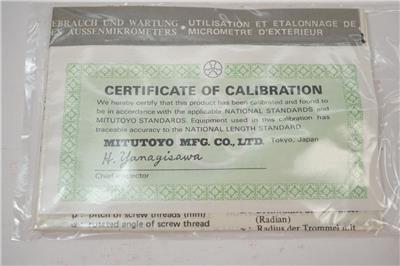 EBRAUCH UND WARTUNG
ES AUSSENMIKROMETERS
• UTILISATION ET ETALONNAGE DE
MICROMETRE D'EXTERIEUR
CERTIFICATE OF CALIBRATION
We hereby certify that this product has been calibrated and found to
be in accordance with the applicable NATIONAL STANDARDS and
MITUTOYO STANDARDS. Equipment used in this calibration has
traceable accuracy to the NATIONAL LENGTH STANDARD.
MITUTOYO MFG. CO., LTD. Tokyo, Japan
H. Yanagisawa
Chief Inspector
p : pitch of screw threads (mm)
α : rotated angle of screw thread
(Radian)
Radius der Trommel mit